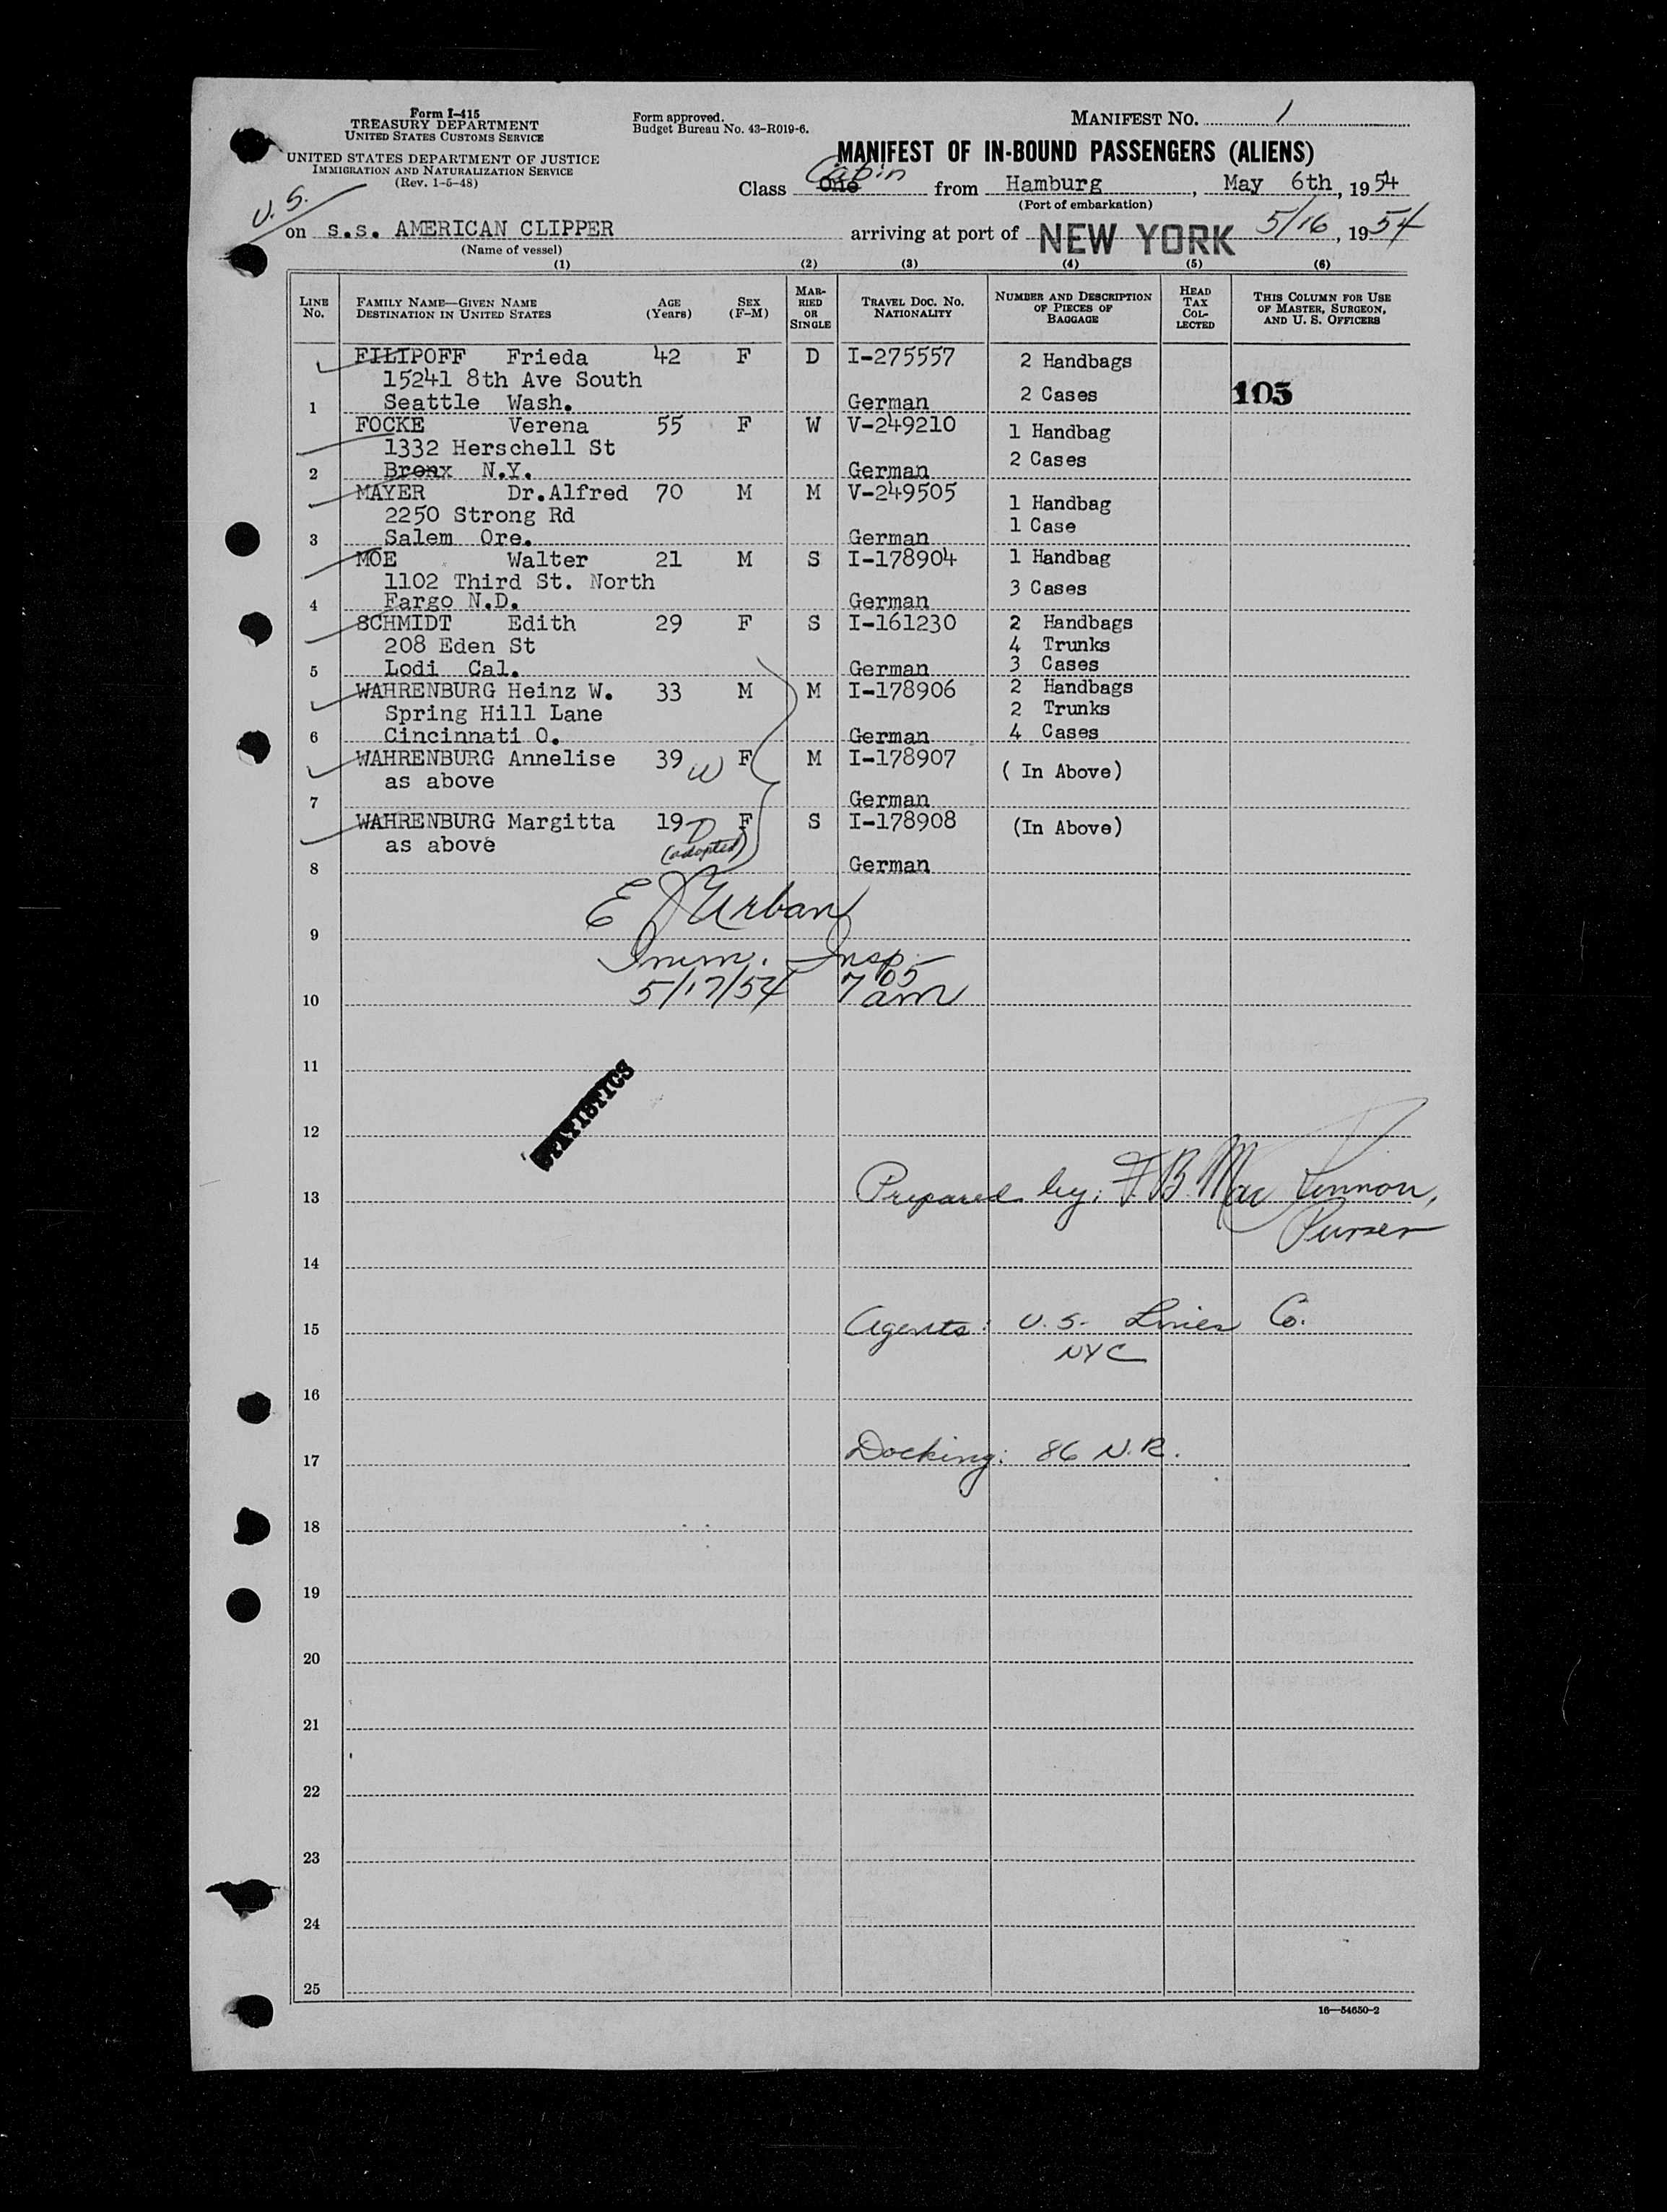 Form I-415
TREASURY DEPARTMENT
UNITED STATES CUSTOMS SERVICE
UNITED STATES DEPARTMENT OF JUSTICE
IMMIGRATION AND NATURALIZATION SERVICE
(Rev. 1-5-48)
Form approved.
Budget Bureau No. 43-R019-6.
MANIFEST NO. 1
MANIFEST OF IN-BOUND PASSENGERS (ALIENS)
Cabin
Class One from Hamburg, May 6th, 1954
(Port of embarkation)
U.S.
on S.S. AMERICAN CLIPPER arriving at port of NEW YORK 5/16, 1954
(Name of vessel)
(1) (2) (3) (4) (5) (6)
LINE NO. FAMILY NAME—GIVEN NAME DESTINATION IN UNITED STATES AGE (Years) SEX (F-M) MARRIED OR SINGLE TRAVEL DOC. NO. NATIONALITY NUMBER AND DESCRIPTION OF PIECES OF BAGGAGE HEAD TAX COLLECTED THIS COLUMN FOR USE OF MASTER, SURGEON, AND U. S. OFFICERS
FILIPOFF Frieda 42 F D I-275557 2 Handbags
15241 8th Ave South
2 Cases 105
1 Seattle Wash. German
FOCKE Verena 55 F W V-249210 1 Handbag
1332 Herschell St
2 Cases
2 Bronx N.Y. German
MAYER Dr.Alfred 70 M M V-249505 1 Handbag
2250 Strong Rd 1 Case
3 Salem Ore. German
MOE Walter 21 M S I-178904 1 Handbag
1102 Third St. North 3 Cases
4 Fargo N.D. German
SCHMIDT Edith 29 F S I-161230 2 Handbags
208 Eden St 4 Trunks
5 Lodi Cal. German 3 Cases
WAHRENBURG Heinz W. 33 M M I-178906 2 Handbags
Spring Hill Lane 2 Trunks
6 Cincinnati O. German 4 Cases
WAHRENBURG Annelise 39 W F M I-178907 ( In Above)
as above
7 German
WAHRENBURG Margitta 19 D F S I-178908 (In Above)
as above (adopted)
8 German
E J Urban
9
Imm. Insp.
10 5/17/54 7 05 am
11
STATISTICS
12
13 Prepared by: F.B. MacKinnon,
Purser
14
15 Agents: U.S. Lines Co.
NYC
16
17 Docking: 86 N.R.
18
19
20
21
22
23
24
25
16—54650-2